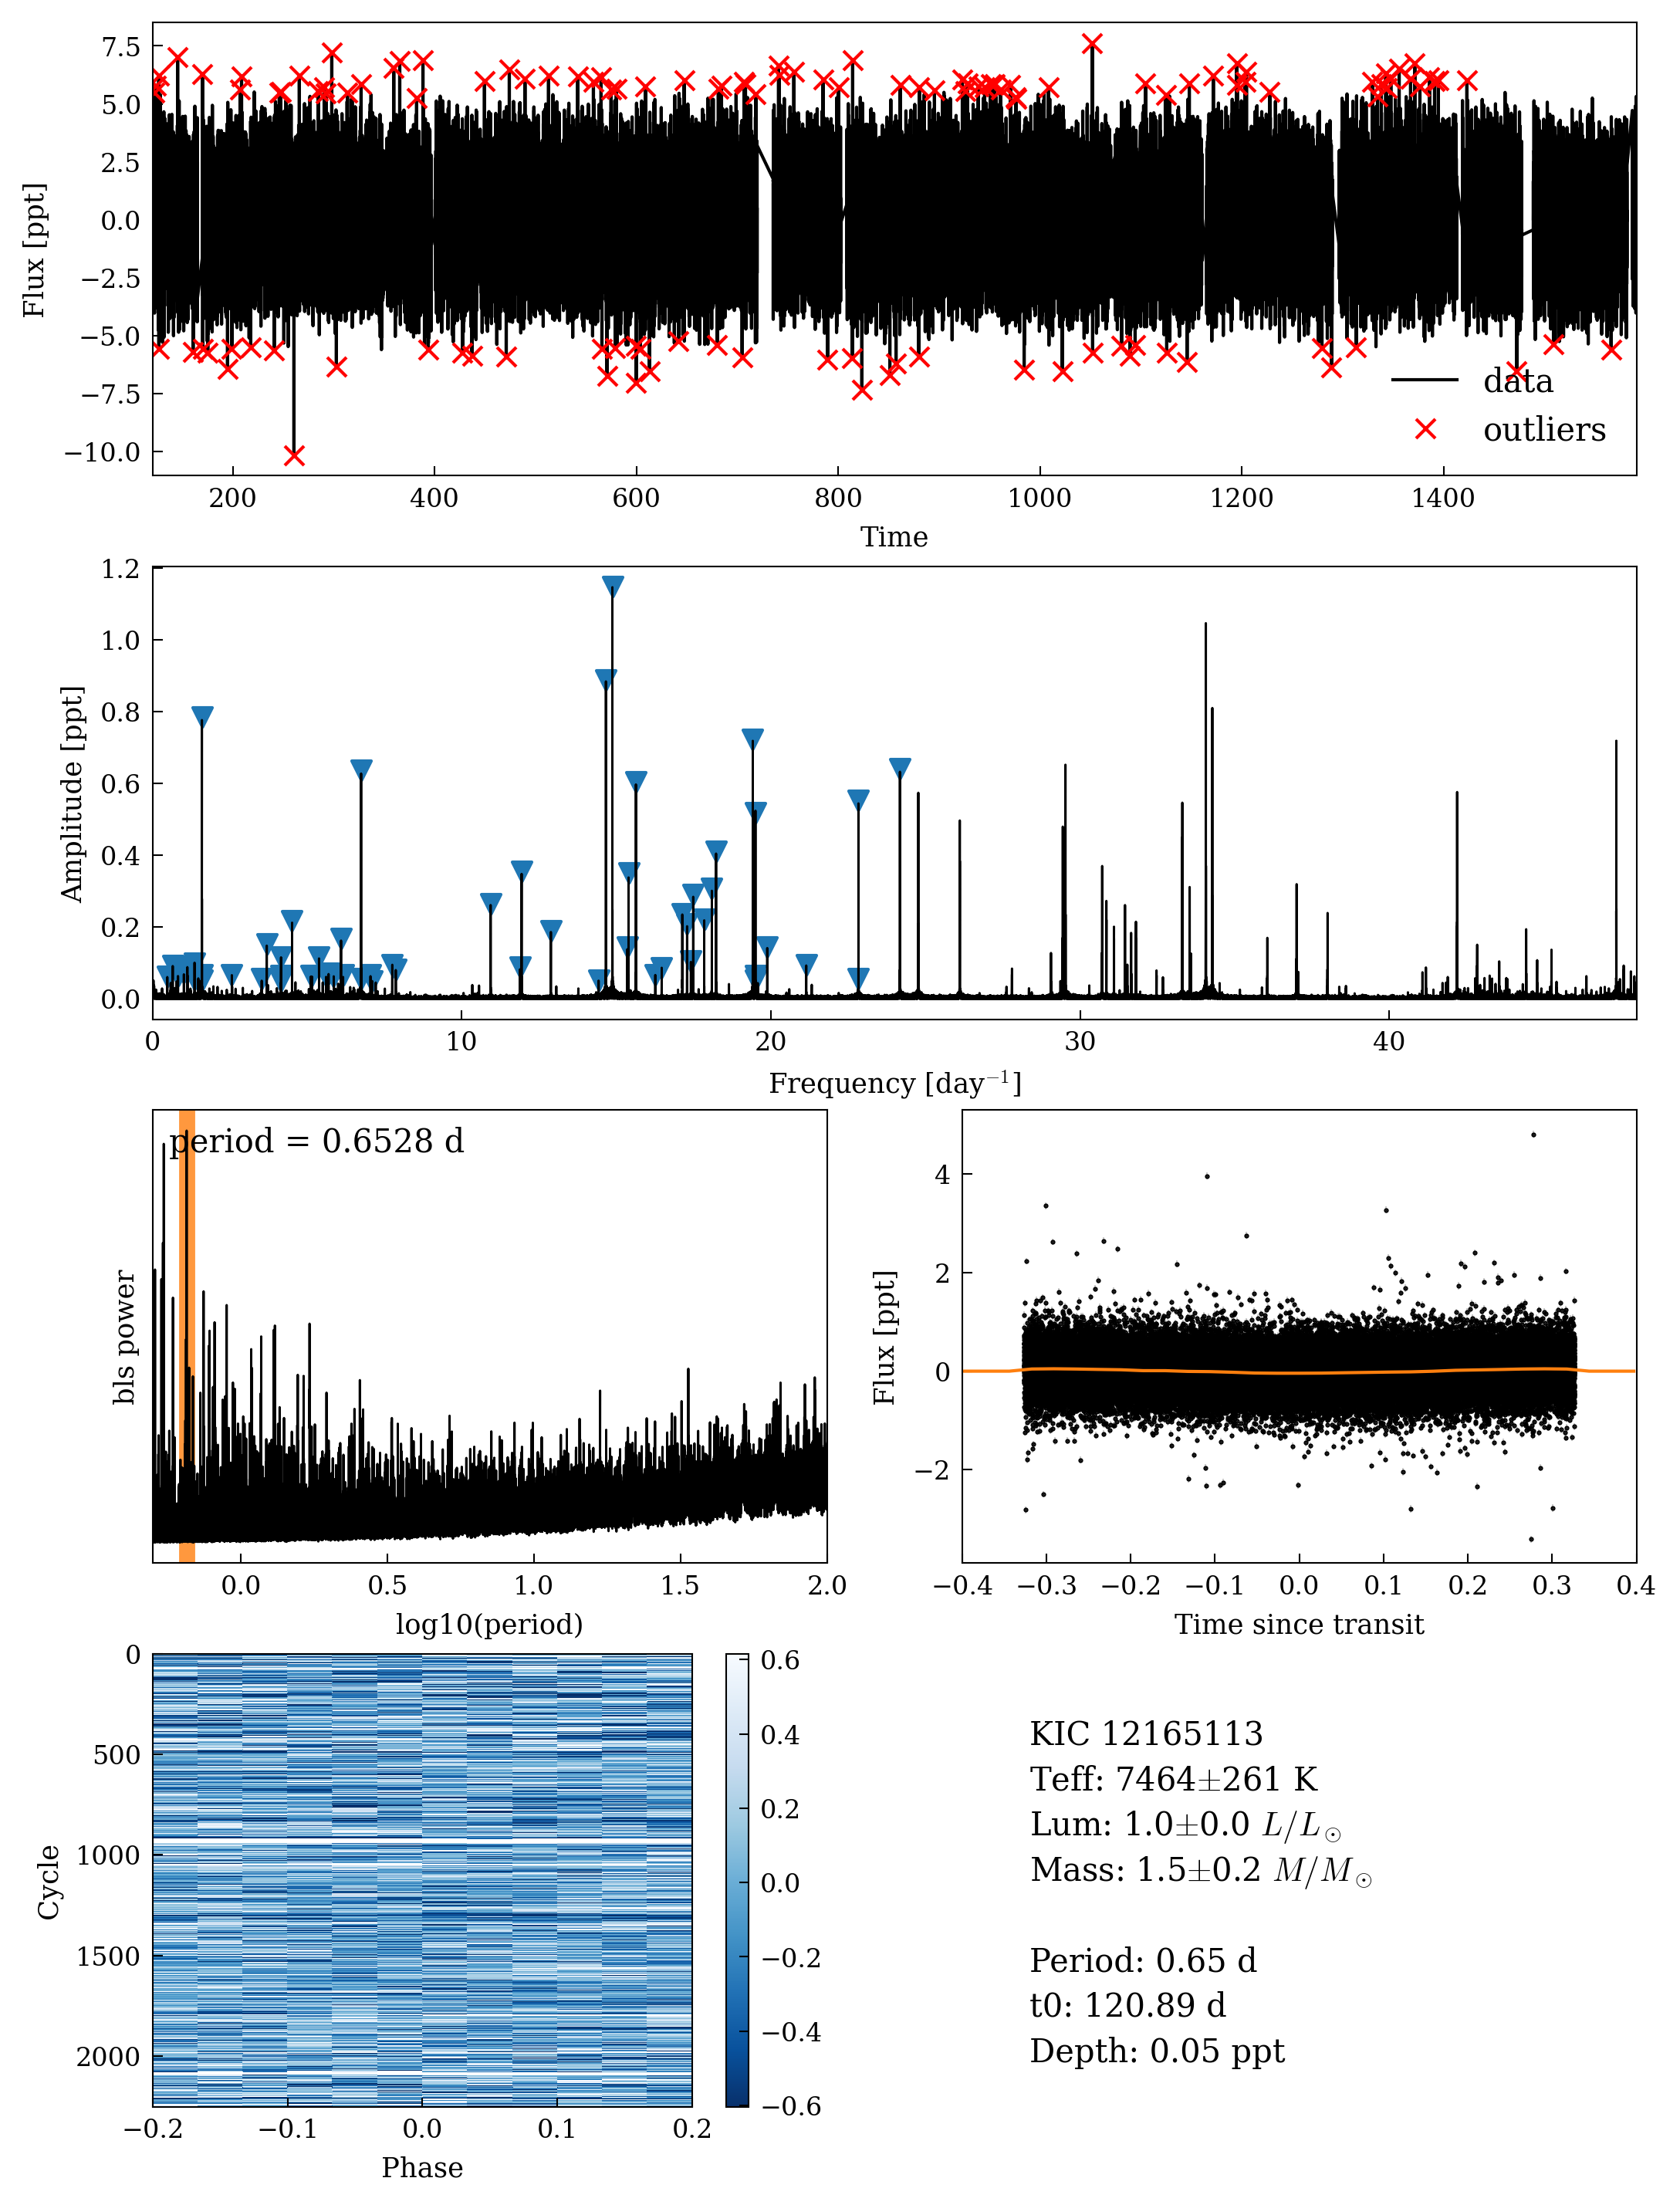 7.5
5.0
2.5
0.0
−2.5
−5.0
−7.5
−10.0
Flux [ppt]
data
outliers
200 400 600 800 1000 1200 1400
Time
1.2
1.0
0.8
0.6
0.4
0.2
0.0
Amplitude [ppt]
0 10 20 30 40
Frequency [day−1]
period = 0.6528 d
bls power
0.0 0.5 1.0 1.5 2.0
log10(period)
4
2
0
−2
Flux [ppt]
−0.4 −0.3 −0.2 −0.1 0.0 0.1 0.2 0.3 0.4
Time since transit
0
500
1000
1500
2000
Cycle
−0.2 −0.1 0.0 0.1 0.2
Phase
0.6
0.4
0.2
0.0
−0.2
−0.4
−0.6
KIC 12165113
Teff: 7464±261 K
Lum: 1.0±0.0 L/L⊙
Mass: 1.5±0.2 M/M⊙
Period: 0.65 d
t0: 120.89 d
Depth: 0.05 ppt